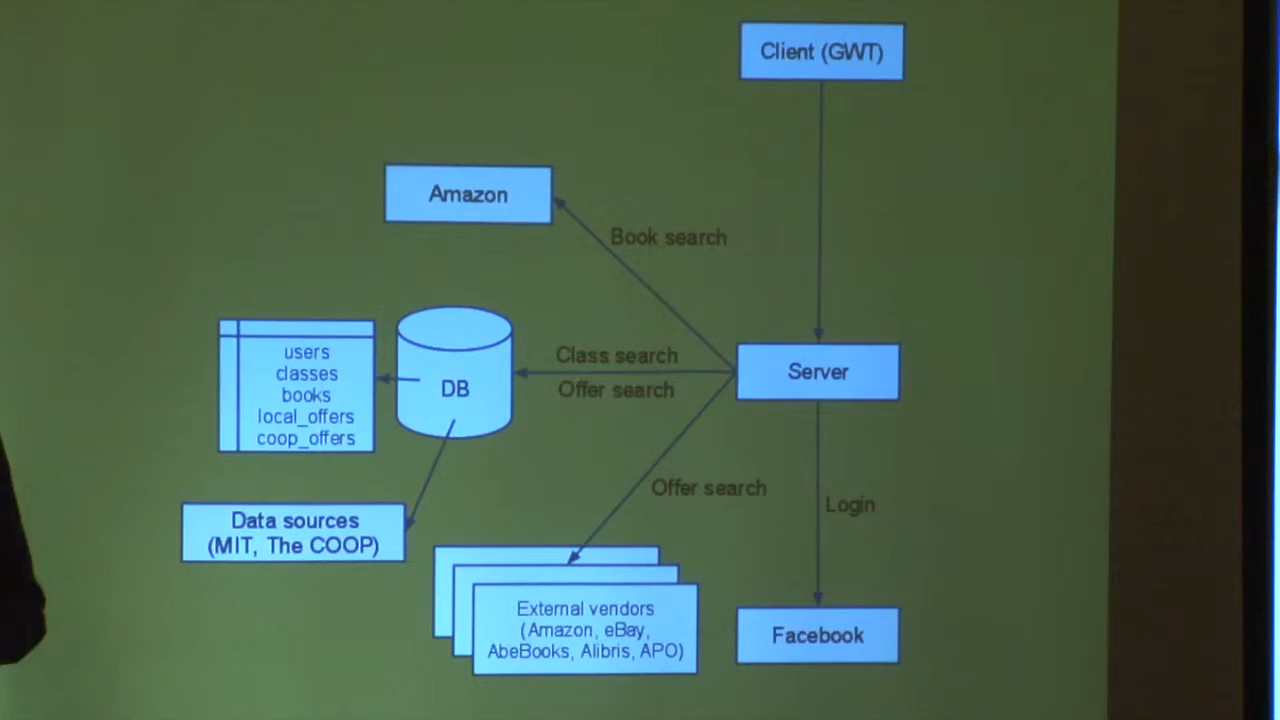 Client (GWT)
Amazon
Book search
users
classes
books
local_offers
coop_offers
DB
Class search
Offer search
Server
Offer search
Login
Data sources
(MIT, The COOP)
External vendors
(Amazon, eBay,
AbeBooks, Alibris, APO)
Facebook